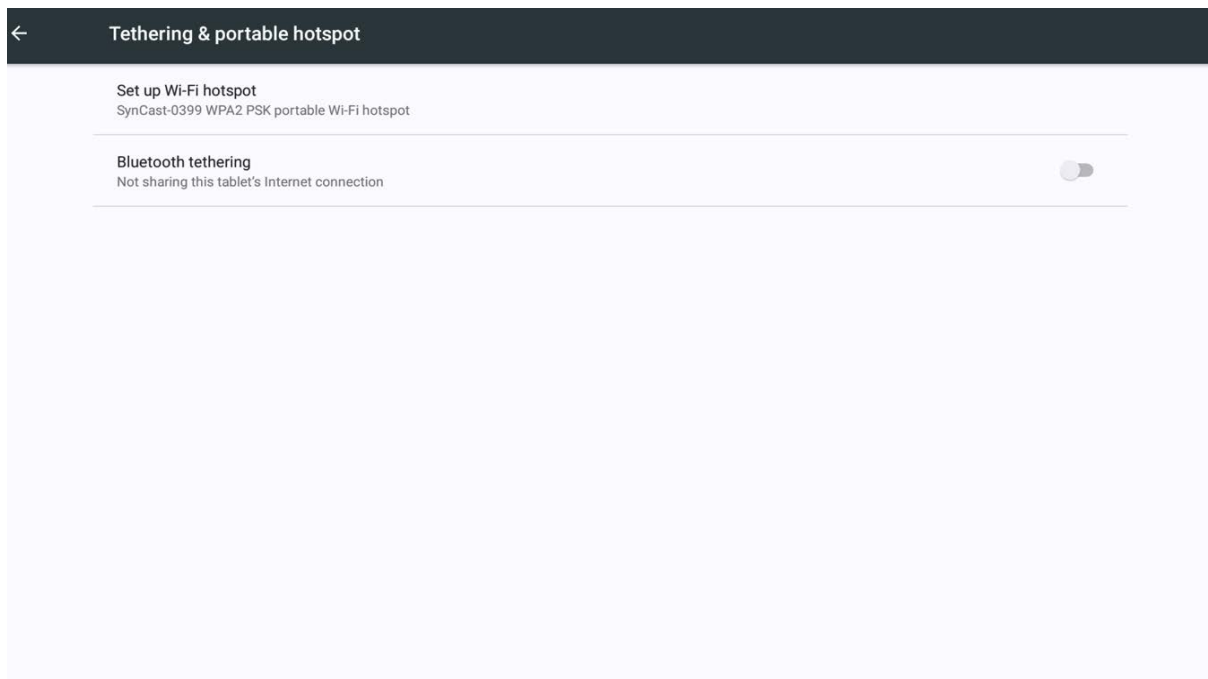 Tethering & portable hotspot
Set up Wi-Fi hotspot
SynCast-0399 WPA2 PSK portable Wi-Fi hotspot
Bluetooth tethering
Not sharing this tablet's Internet connection